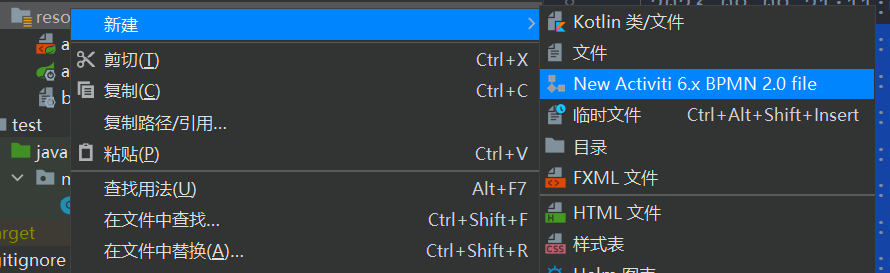 reso
新建
剪切(T) Ctrl+X
复制(C) Ctrl+C
复制路径/引用...
粘贴(P) Ctrl+V
查找用法(U) Alt+F7
在文件中查找... Ctrl+Shift+F
在文件中替换(A)... Ctrl+Shift+R
a
a
b
test
java
m
arget
gitignore
Kotlin 类/文件
文件
New Activiti 6.x BPMN 2.0 file
临时文件 Ctrl+Alt+Shift+Insert
目录
FXML 文件
HTML 文件
样式表